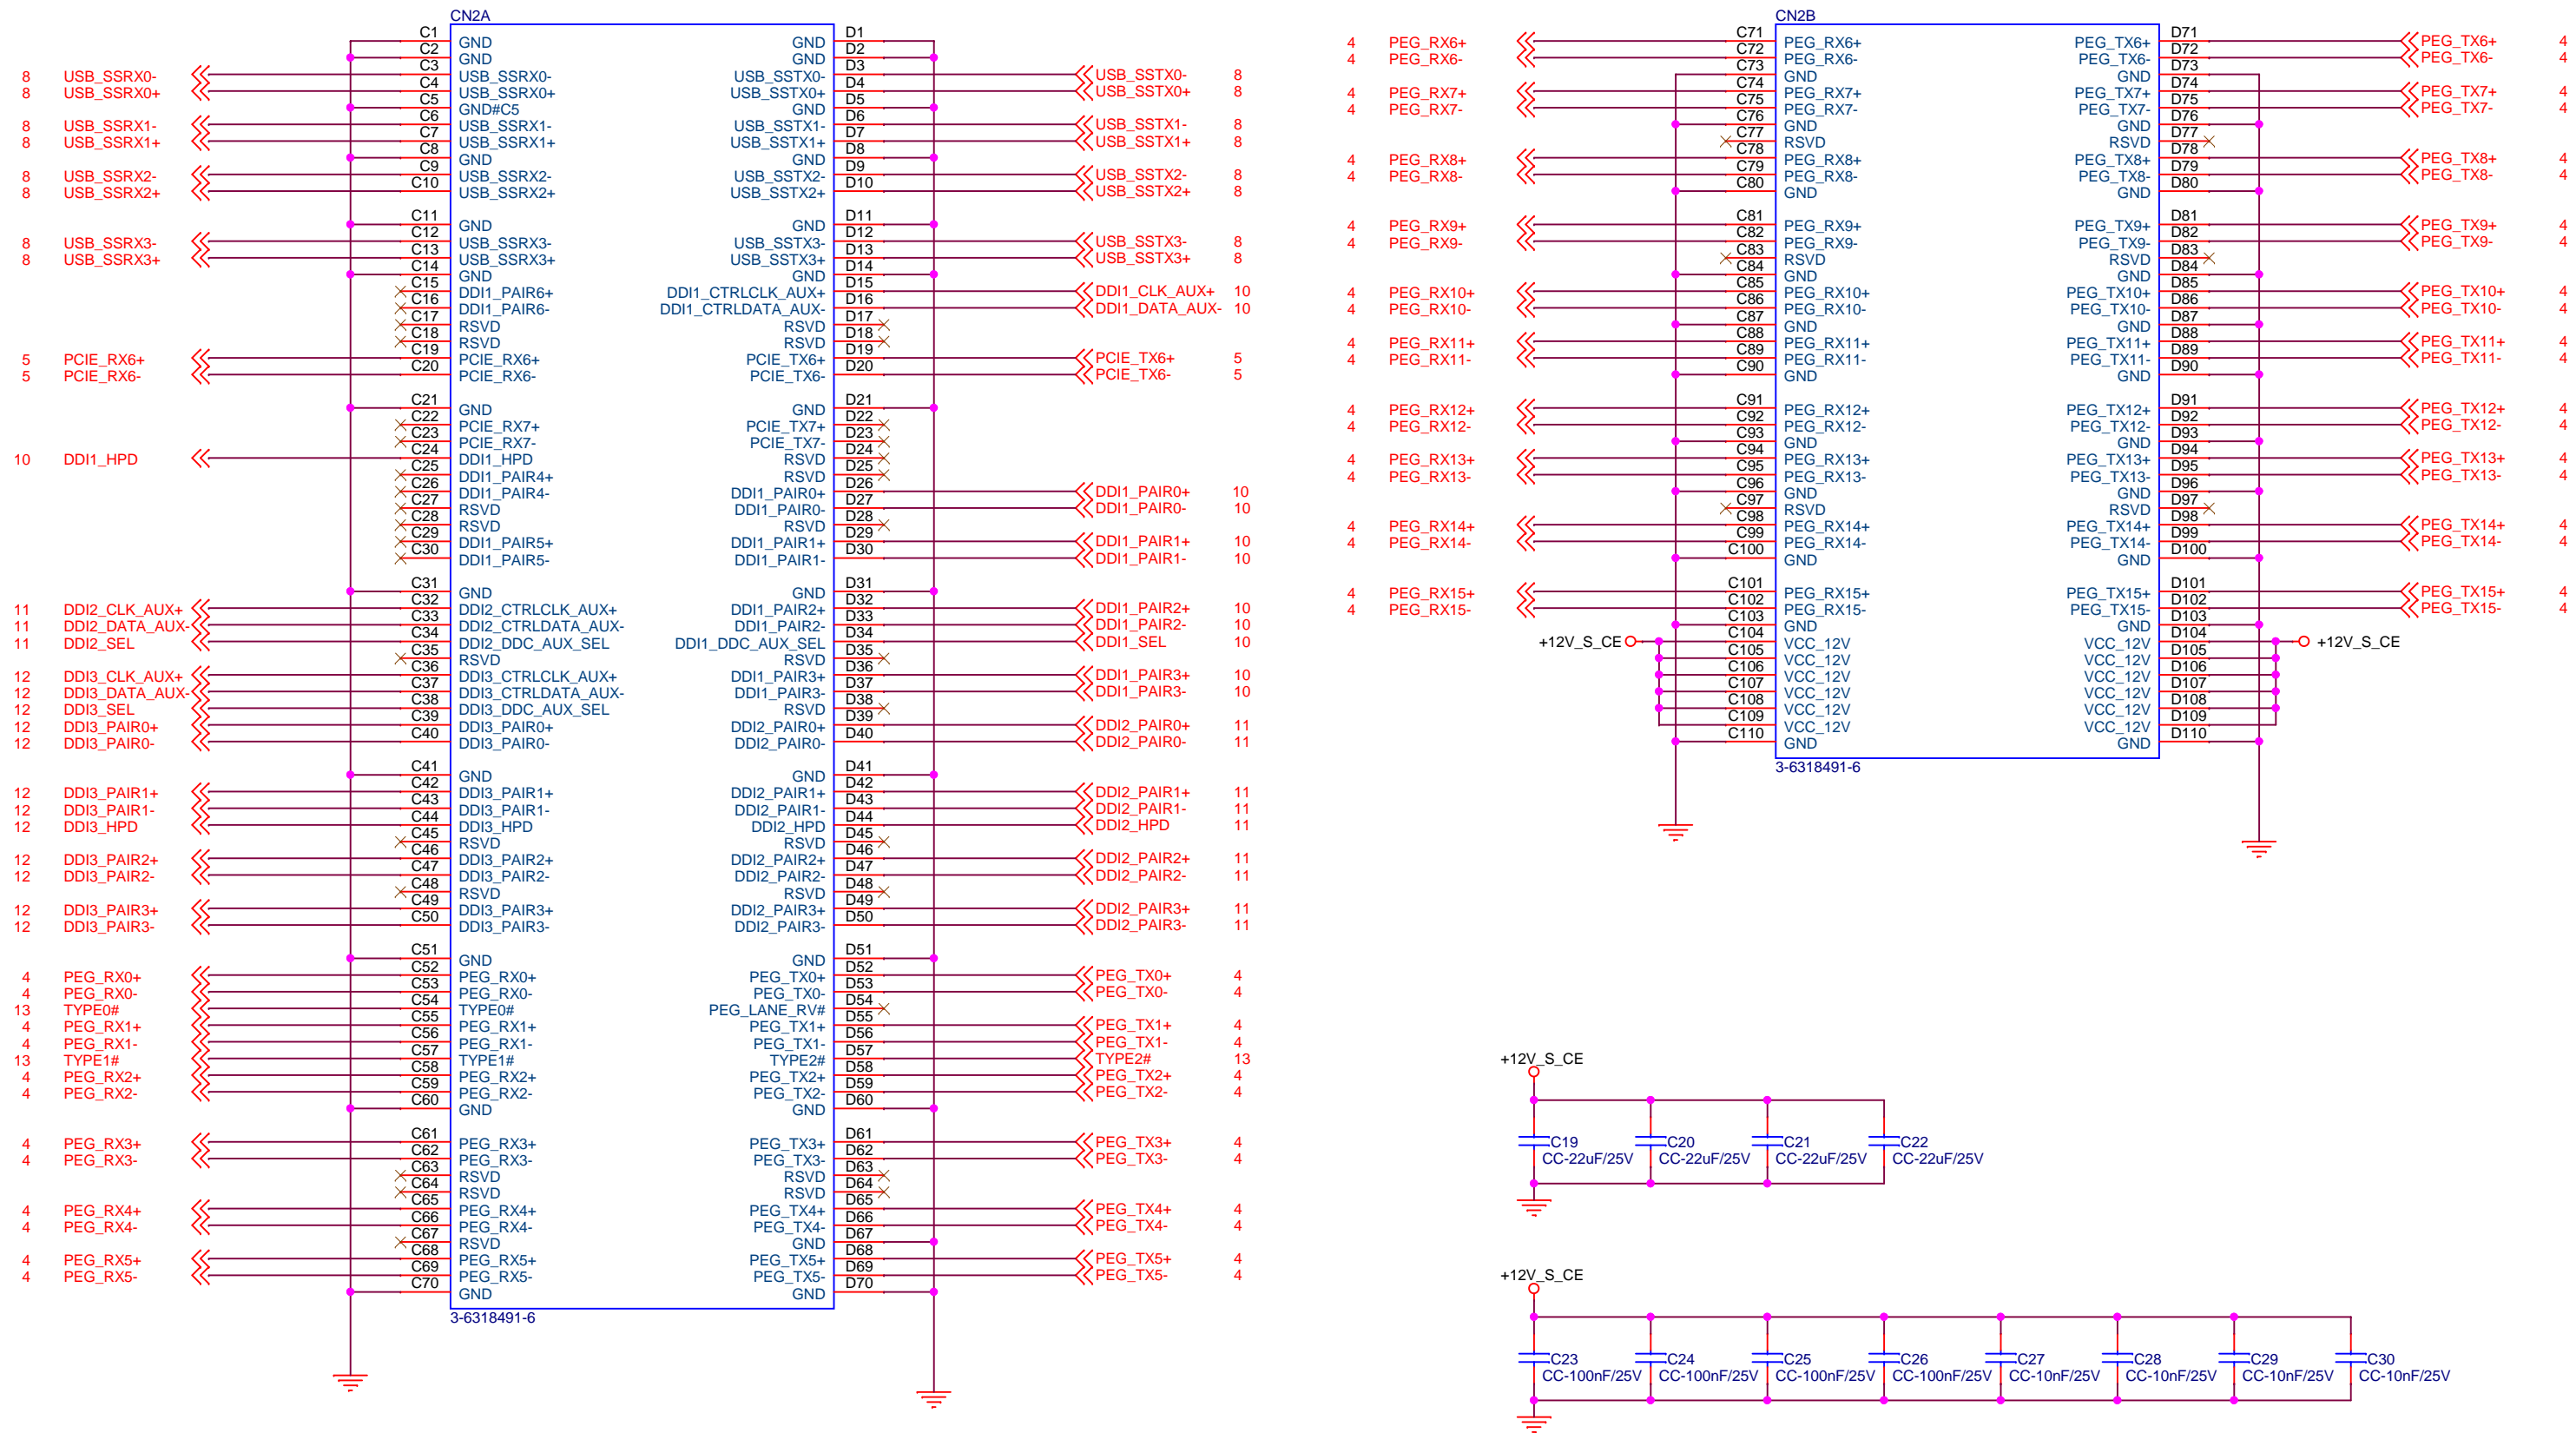 CN2A
C1 GND GND D1
C2 GND GND D2
8 USB_SSRX0- C3 USB_SSRX0- USB_SSTX0- D3 USB_SSTX0- 8
8 USB_SSRX0+ C4 USB_SSRX0+ USB_SSTX0+ D4 USB_SSTX0+ 8
C5 GND#C5 GND D5
8 USB_SSRX1- C6 USB_SSRX1- USB_SSTX1- D6 USB_SSTX1- 8
8 USB_SSRX1+ C7 USB_SSRX1+ USB_SSTX1+ D7 USB_SSTX1+ 8
C8 GND GND D8
8 USB_SSRX2- C9 USB_SSRX2- USB_SSTX2- D9 USB_SSTX2- 8
8 USB_SSRX2+ C10 USB_SSRX2+ USB_SSTX2+ D10 USB_SSTX2+ 8
C11 GND GND D11
8 USB_SSRX3- C12 USB_SSRX3- USB_SSTX3- D12 USB_SSTX3- 8
8 USB_SSRX3+ C13 USB_SSRX3+ USB_SSTX3+ D13 USB_SSTX3+ 8
C14 GND GND D14
C15 DDI1_PAIR6+ DDI1_CTRLCLK_AUX+ D15 DDI1_CLK_AUX+ 10
C16 DDI1_PAIR6- DDI1_CTRLDATA_AUX- D16 DDI1_DATA_AUX- 10
C17 RSVD RSVD D17
C18 RSVD RSVD D18
5 PCIE_RX6+ C19 PCIE_RX6+ PCIE_TX6+ D19 PCIE_TX6+ 5
5 PCIE_RX6- C20 PCIE_RX6- PCIE_TX6- D20 PCIE_TX6- 5
C21 GND GND D21
C22 PCIE_RX7+ PCIE_TX7+ D22
C23 PCIE_RX7- PCIE_TX7- D23
10 DDI1_HPD C24 DDI1_HPD RSVD D24
C25 DDI1_PAIR4+ RSVD D25
C26 DDI1_PAIR4- DDI1_PAIR0+ D26 DDI1_PAIR0+ 10
C27 RSVD DDI1_PAIR0- D27 DDI1_PAIR0- 10
C28 RSVD RSVD D28
C29 DDI1_PAIR5+ DDI1_PAIR1+ D29 DDI1_PAIR1+ 10
C30 DDI1_PAIR5- DDI1_PAIR1- D30 DDI1_PAIR1- 10
C31 GND GND D31
11 DDI2_CLK_AUX+ C32 DDI2_CTRLCLK_AUX+ DDI1_PAIR2+ D32 DDI1_PAIR2+ 10
11 DDI2_DATA_AUX- C33 DDI2_CTRLDATA_AUX- DDI1_PAIR2- D33 DDI1_PAIR2- 10
11 DDI2_SEL C34 DDI2_DDC_AUX_SEL DDI1_DDC_AUX_SEL D34 DDI1_SEL 10
C35 RSVD RSVD D35
12 DDI3_CLK_AUX+ C36 DDI3_CTRLCLK_AUX+ DDI1_PAIR3+ D36 DDI1_PAIR3+ 10
12 DDI3_DATA_AUX- C37 DDI3_CTRLDATA_AUX- DDI1_PAIR3- D37 DDI1_PAIR3- 10
12 DDI3_SEL C38 DDI3_DDC_AUX_SEL RSVD D38
12 DDI3_PAIR0+ C39 DDI3_PAIR0+ DDI2_PAIR0+ D39 DDI2_PAIR0+ 11
12 DDI3_PAIR0- C40 DDI3_PAIR0- DDI2_PAIR0- D40 DDI2_PAIR0- 11
C41 GND GND D41
12 DDI3_PAIR1+ C42 DDI3_PAIR1+ DDI2_PAIR1+ D42 DDI2_PAIR1+ 11
12 DDI3_PAIR1- C43 DDI3_PAIR1- DDI2_PAIR1- D43 DDI2_PAIR1- 11
12 DDI3_HPD C44 DDI3_HPD DDI2_HPD D44 DDI2_HPD 11
C45 RSVD RSVD D45
12 DDI3_PAIR2+ C46 DDI3_PAIR2+ DDI2_PAIR2+ D46 DDI2_PAIR2+ 11
12 DDI3_PAIR2- C47 DDI3_PAIR2- DDI2_PAIR2- D47 DDI2_PAIR2- 11
C48 RSVD RSVD D48
12 DDI3_PAIR3+ C49 DDI3_PAIR3+ DDI2_PAIR3+ D49 DDI2_PAIR3+ 11
12 DDI3_PAIR3- C50 DDI3_PAIR3- DDI2_PAIR3- D50 DDI2_PAIR3- 11
C51 GND GND D51
4 PEG_RX0+ C52 PEG_RX0+ PEG_TX0+ D52 PEG_TX0+ 4
4 PEG_RX0- C53 PEG_RX0- PEG_TX0- D53 PEG_TX0- 4
13 TYPE0# C54 TYPE0# PEG_LANE_RV# D54
4 PEG_RX1+ C55 PEG_RX1+ PEG_TX1+ D55 PEG_TX1+ 4
4 PEG_RX1- C56 PEG_RX1- PEG_TX1- D56 PEG_TX1- 4
13 TYPE1# C57 TYPE1# TYPE2# D57 TYPE2# 13
4 PEG_RX2+ C58 PEG_RX2+ PEG_TX2+ D58 PEG_TX2+ 4
4 PEG_RX2- C59 PEG_RX2- PEG_TX2- D59 PEG_TX2- 4
C60 GND GND D60
4 PEG_RX3+ C61 PEG_RX3+ PEG_TX3+ D61 PEG_TX3+ 4
4 PEG_RX3- C62 PEG_RX3- PEG_TX3- D62 PEG_TX3- 4
C63 RSVD RSVD D63
C64 RSVD RSVD D64
4 PEG_RX4+ C65 PEG_RX4+ PEG_TX4+ D65 PEG_TX4+ 4
4 PEG_RX4- C66 PEG_RX4- PEG_TX4- D66 PEG_TX4- 4
C67 RSVD GND D67
4 PEG_RX5+ C68 PEG_RX5+ PEG_TX5+ D68 PEG_TX5+ 4
4 PEG_RX5- C69 PEG_RX5- PEG_TX5- D69 PEG_TX5- 4
C70 GND GND D70
3-6318491-6
CN2B
4 PEG_RX6+ C71 PEG_RX6+ PEG_TX6+ D71 PEG_TX6+ 4
4 PEG_RX6- C72 PEG_RX6- PEG_TX6- D72 PEG_TX6- 4
C73 GND GND D73
4 PEG_RX7+ C74 PEG_RX7+ PEG_TX7+ D74 PEG_TX7+ 4
4 PEG_RX7- C75 PEG_RX7- PEG_TX7- D75 PEG_TX7- 4
C76 GND GND D76
C77 RSVD RSVD D77
4 PEG_RX8+ C78 PEG_RX8+ PEG_TX8+ D78 PEG_TX8+ 4
4 PEG_RX8- C79 PEG_RX8- PEG_TX8- D79 PEG_TX8- 4
C80 GND GND D80
4 PEG_RX9+ C81 PEG_RX9+ PEG_TX9+ D81 PEG_TX9+ 4
4 PEG_RX9- C82 PEG_RX9- PEG_TX9- D82 PEG_TX9- 4
C83 RSVD RSVD D83
C84 GND GND D84
4 PEG_RX10+ C85 PEG_RX10+ PEG_TX10+ D85 PEG_TX10+ 4
4 PEG_RX10- C86 PEG_RX10- PEG_TX10- D86 PEG_TX10- 4
C87 GND GND D87
4 PEG_RX11+ C88 PEG_RX11+ PEG_TX11+ D88 PEG_TX11+ 4
4 PEG_RX11- C89 PEG_RX11- PEG_TX11- D89 PEG_TX11- 4
C90 GND GND D90
4 PEG_RX12+ C91 PEG_RX12+ PEG_TX12+ D91 PEG_TX12+ 4
4 PEG_RX12- C92 PEG_RX12- PEG_TX12- D92 PEG_TX12- 4
C93 GND GND D93
4 PEG_RX13+ C94 PEG_RX13+ PEG_TX13+ D94 PEG_TX13+ 4
4 PEG_RX13- C95 PEG_RX13- PEG_TX13- D95 PEG_TX13- 4
C96 GND GND D96
C97 RSVD RSVD D97
4 PEG_RX14+ C98 PEG_RX14+ PEG_TX14+ D98 PEG_TX14+ 4
4 PEG_RX14- C99 PEG_RX14- PEG_TX14- D99 PEG_TX14- 4
C100 GND GND D100
4 PEG_RX15+ C101 PEG_RX15+ PEG_TX15+ D101 PEG_TX15+ 4
4 PEG_RX15- C102 PEG_RX15- PEG_TX15- D102 PEG_TX15- 4
C103 GND GND D103
+12V_S_CE C104 VCC_12V VCC_12V D104 +12V_S_CE
C105 VCC_12V VCC_12V D105
C106 VCC_12V VCC_12V D106
C107 VCC_12V VCC_12V D107
C108 VCC_12V VCC_12V D108
C109 VCC_12V VCC_12V D109
C110 GND GND D110
3-6318491-6
+12V_S_CE
C19 C20 C21 C22
CC-22uF/25V CC-22uF/25V CC-22uF/25V CC-22uF/25V
+12V_S_CE
C23 C24 C25 C26 C27 C28 C29 C30
CC-100nF/25V CC-100nF/25V CC-100nF/25V CC-100nF/25V CC-10nF/25V CC-10nF/25V CC-10nF/25V CC-10nF/25V